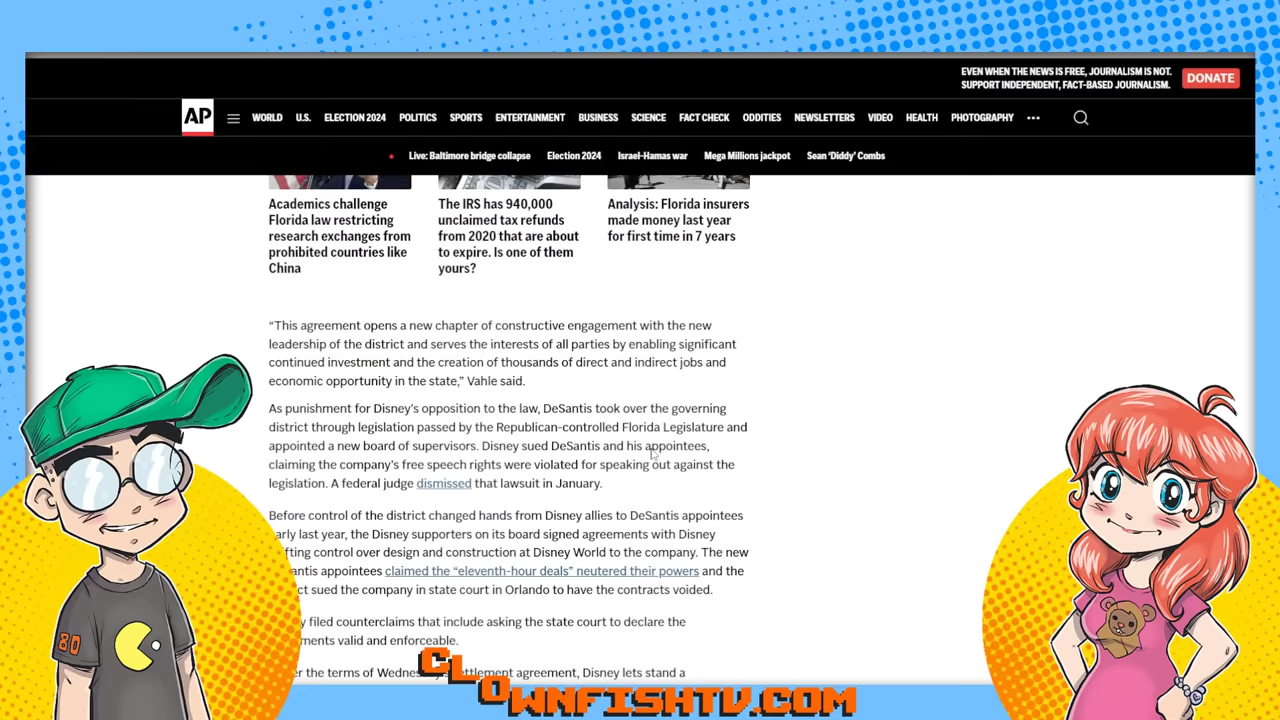 EVEN WHEN THE NEWS IS FREE, JOURNALISM IS NOT.
SUPPORT INDEPENDENT, FACT-BASED JOURNALISM.
DONATE
AP
WORLD U.S. ELECTION 2024 POLITICS SPORTS ENTERTAINMENT BUSINESS SCIENCE FACT CHECK ODDITIES NEWSLETTERS VIDEO HEALTH PHOTOGRAPHY
Live: Baltimore bridge collapse Election 2024 Israel-Hamas war Mega Millions jackpot Sean ‘Diddy’ Combs
Academics challenge
Florida law restricting
research exchanges from
prohibited countries like
China
The IRS has 940,000
unclaimed tax refunds
from 2020 that are about
to expire. Is one of them
yours?
Analysis: Florida insurers
made money last year
for first time in 7 years
“This agreement opens a new chapter of constructive engagement with the new
leadership of the district and serves the interests of all parties by enabling significant
continued investment and the creation of thousands of direct and indirect jobs and
economic opportunity in the state,” Vahle said.
As punishment for Disney’s opposition to the law, DeSantis took over the governing
district through legislation passed by the Republican-controlled Florida Legislature and
appointed a new board of supervisors. Disney sued DeSantis and his appointees,
claiming the company’s free speech rights were violated for speaking out against the
legislation. A federal judge dismissed that lawsuit in January.
Before control of the district changed hands from Disney allies to DeSantis appointees
early last year, the Disney supporters on its board signed agreements with Disney
fting control over design and construction at Disney World to the company. The new
antis appointees claimed the “eleventh-hour deals” neutered their powers and the
ct sued the company in state court in Orlando to have the contracts voided.
y filed counterclaims that include asking the state court to declare the
ments valid and enforceable.
er the terms of Wednes ettlement agreement, Disney lets stand a
80
CLOWNFISHTV.COM